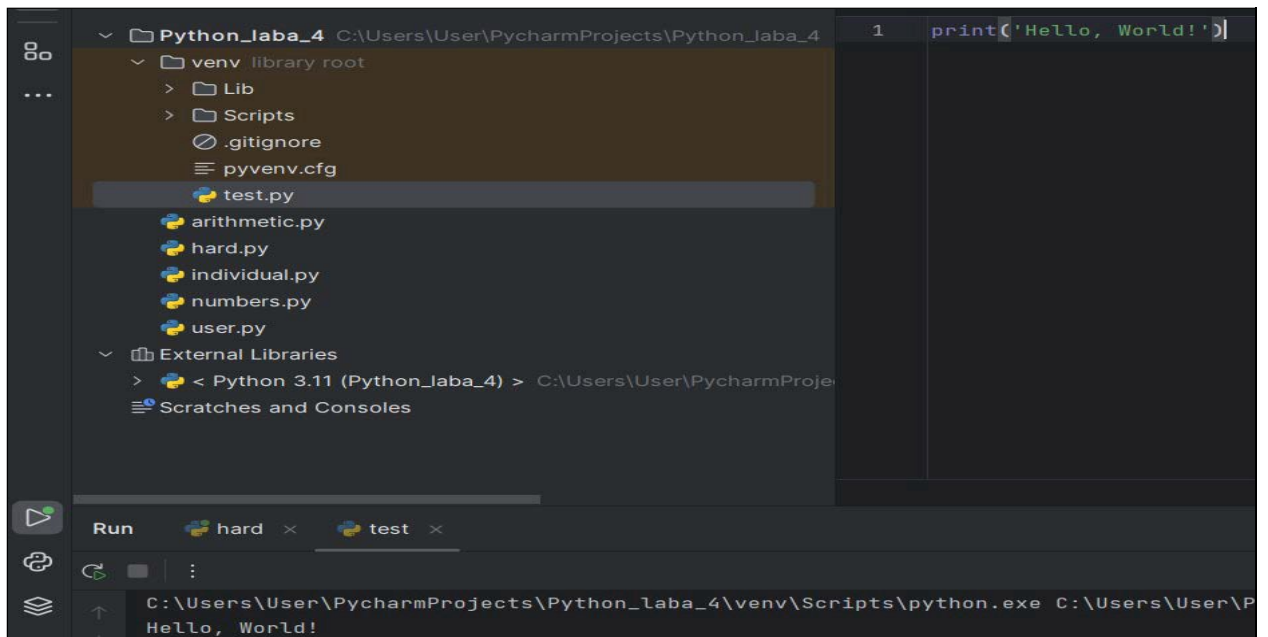 Python_laba_4 C:\Users\User\PycharmProjects\Python_laba_4
venv library root
Lib
Scripts
.gitignore
pyvenv.cfg
test.py
arithmetic.py
hard.py
individual.py
numbers.py
user.py
External Libraries
< Python 3.11 (Python_laba_4) > C:\Users\User\PycharmProje
Scratches and Consoles
1 print('Hello, World!')
Run hard test
C:\Users\User\PycharmProjects\Python_laba_4\venv\Scripts\python.exe C:\Users\User\P
Hello, World!